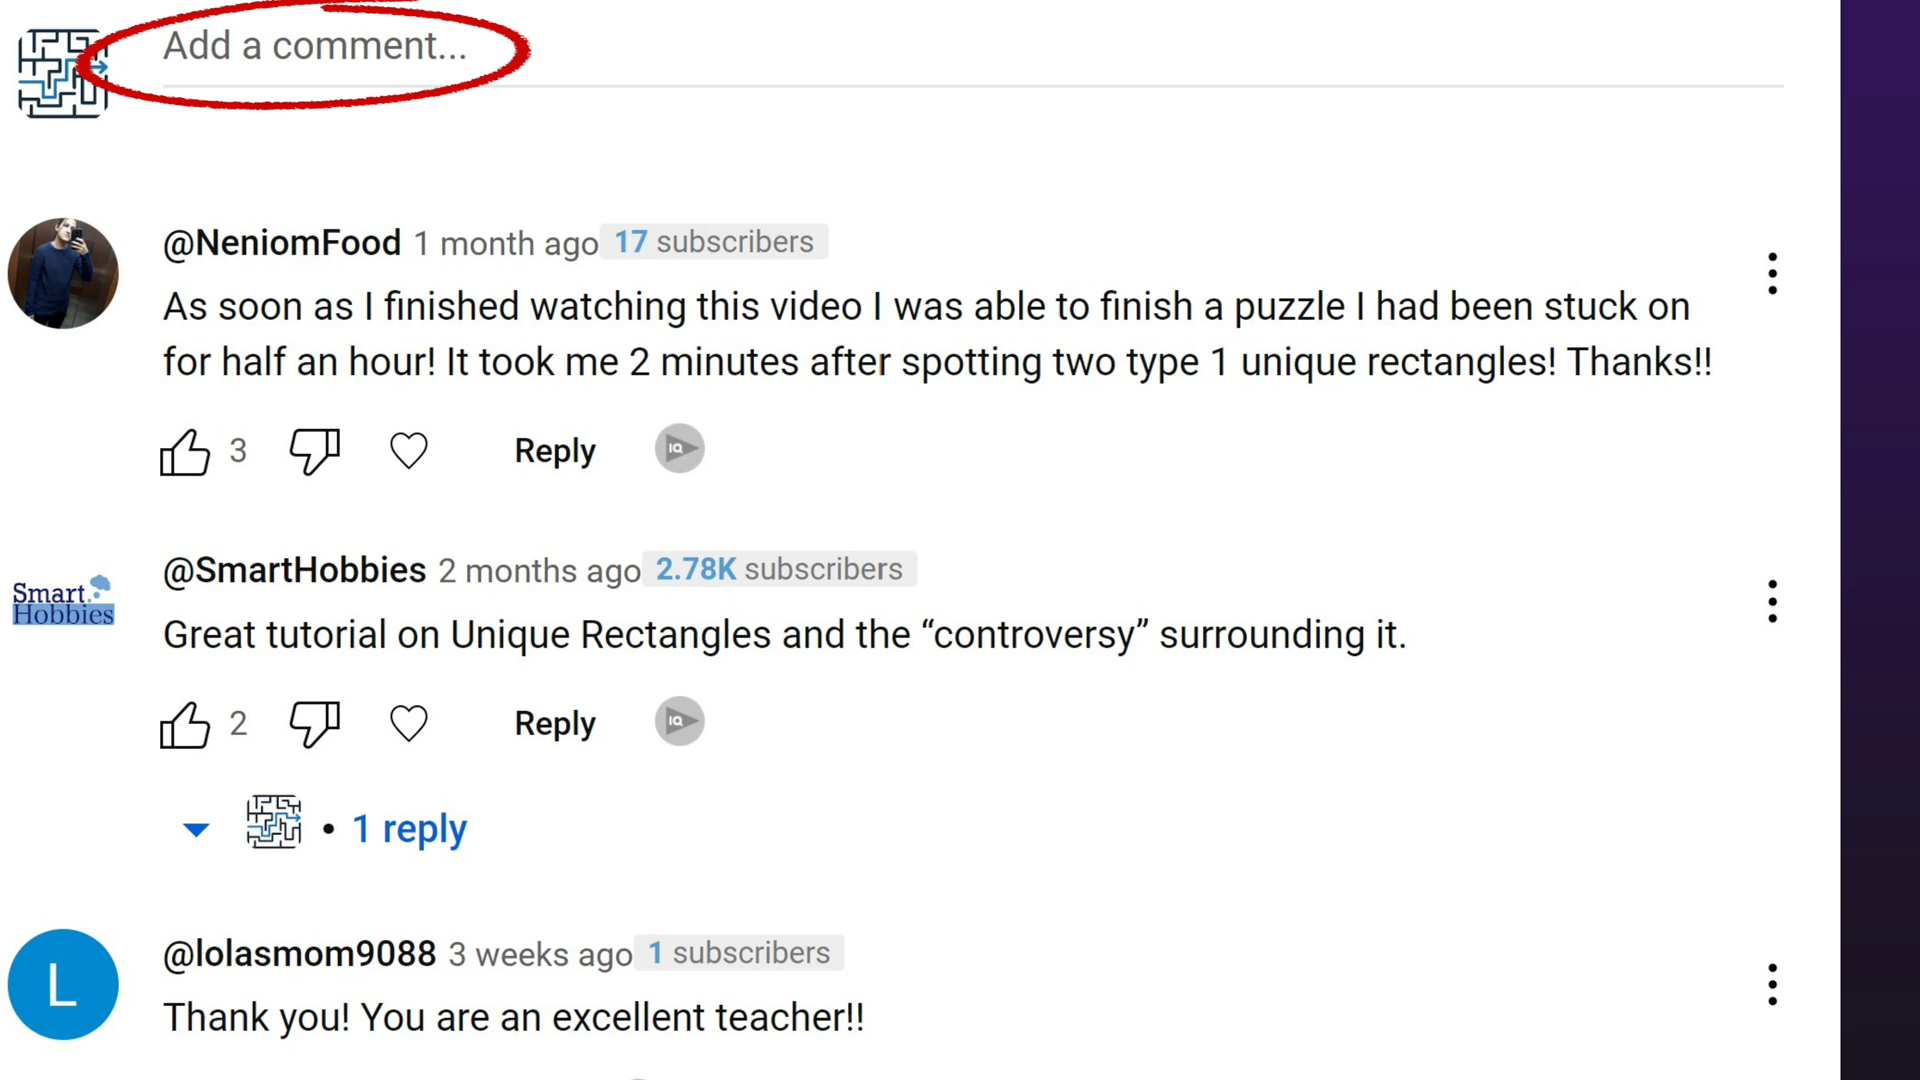 Add a comment...
@NeniomFood 1 month ago 17 subscribers
As soon as I finished watching this video I was able to finish a puzzle I had been stuck on
for half an hour! It took me 2 minutes after spotting two type 1 unique rectangles! Thanks!!
3 Reply IQ
@SmartHobbies 2 months ago 2.78K subscribers
Smart
Hobbies
Great tutorial on Unique Rectangles and the “controversy” surrounding it.
2 Reply IQ
• 1 reply
@lolasmom9088 3 weeks ago 1 subscribers
L
Thank you! You are an excellent teacher!!